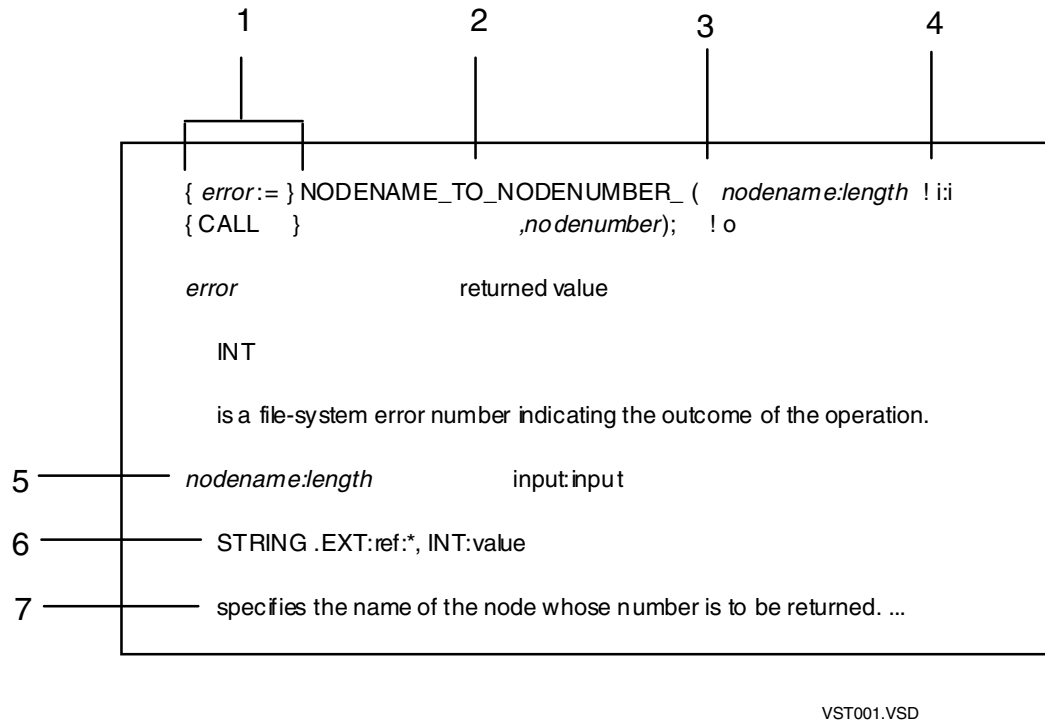 1 2 3 4
{ error := } NODENAME_TO_NODENUMBER_ ( nodename:length ! i:i
{ CALL } ,nodenumber); ! o
error returned value
INT
is a file-system error number indicating the outcome of the operation.
5 nodename:length input:input
6 STRING .EXT:ref:*, INT:value
7 specifies the name of the node whose number is to be returned. ...
VST001.VSD